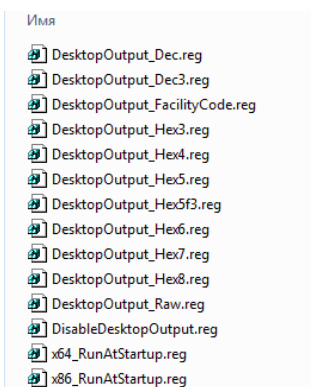 Имя
DesktopOutput_Dec.reg
DesktopOutput_Dec3.reg
DesktopOutput_FacilityCode.reg
DesktopOutput_Hex3.reg
DesktopOutput_Hex4.reg
DesktopOutput_Hex5.reg
DesktopOutput_Hex5f3.reg
DesktopOutput_Hex6.reg
DesktopOutput_Hex7.reg
DesktopOutput_Hex8.reg
DesktopOutput_Raw.reg
DisableDesktopOutput.reg
x64_RunAtStartup.reg
x86_RunAtStartup.reg